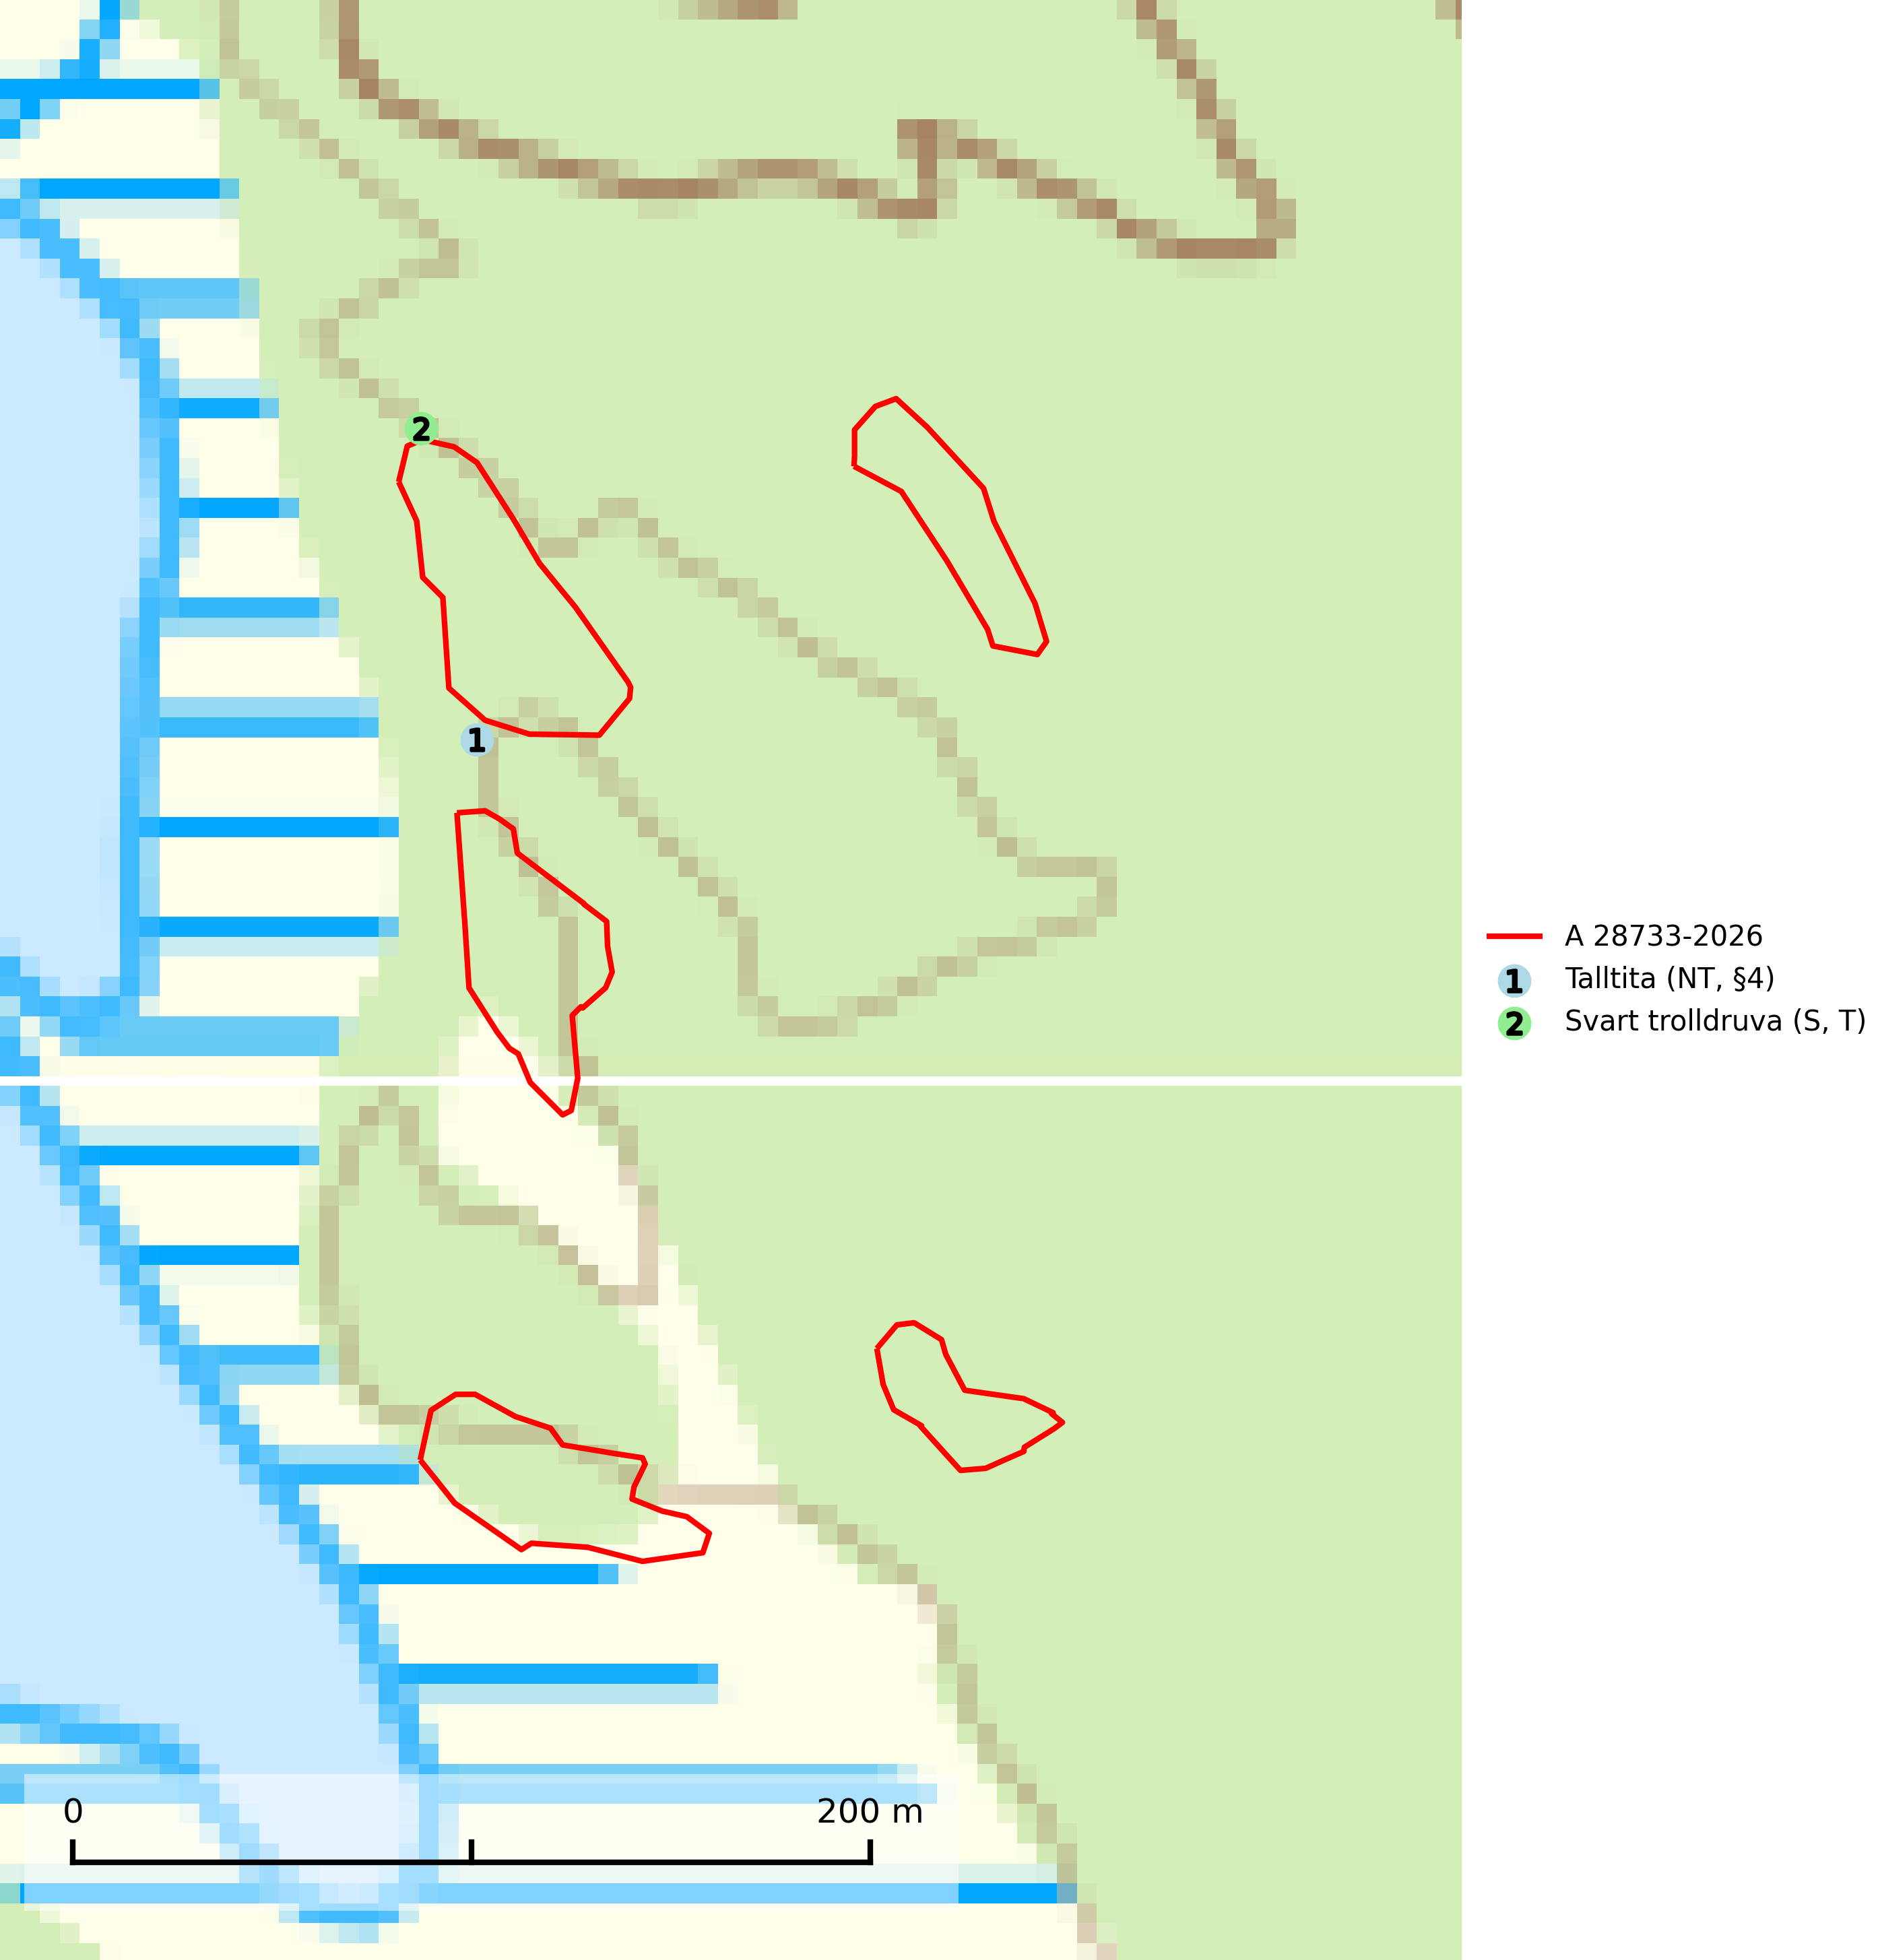 2
1
A 28733-2026
1 Talltita (NT, §4)
2 Svart trolldruva (S, T)
0 200 m